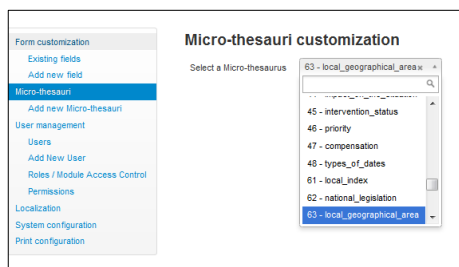 Form customization
Existing fields
Add new field
Micro-thesauri
Add new Micro-thesauri
User management
Users
Add New User
Roles / Module Access Control
Permissions
Localization
System configuration
Print configuration
Micro-thesauri customization
Select a Micro-thesaurus
63 - local_geographical_area
45 - intervention_status
46 - priority
47 - compensation
48 - types_of_dates
61 - local_index
62 - national_legislation
63 - local_geographical_area